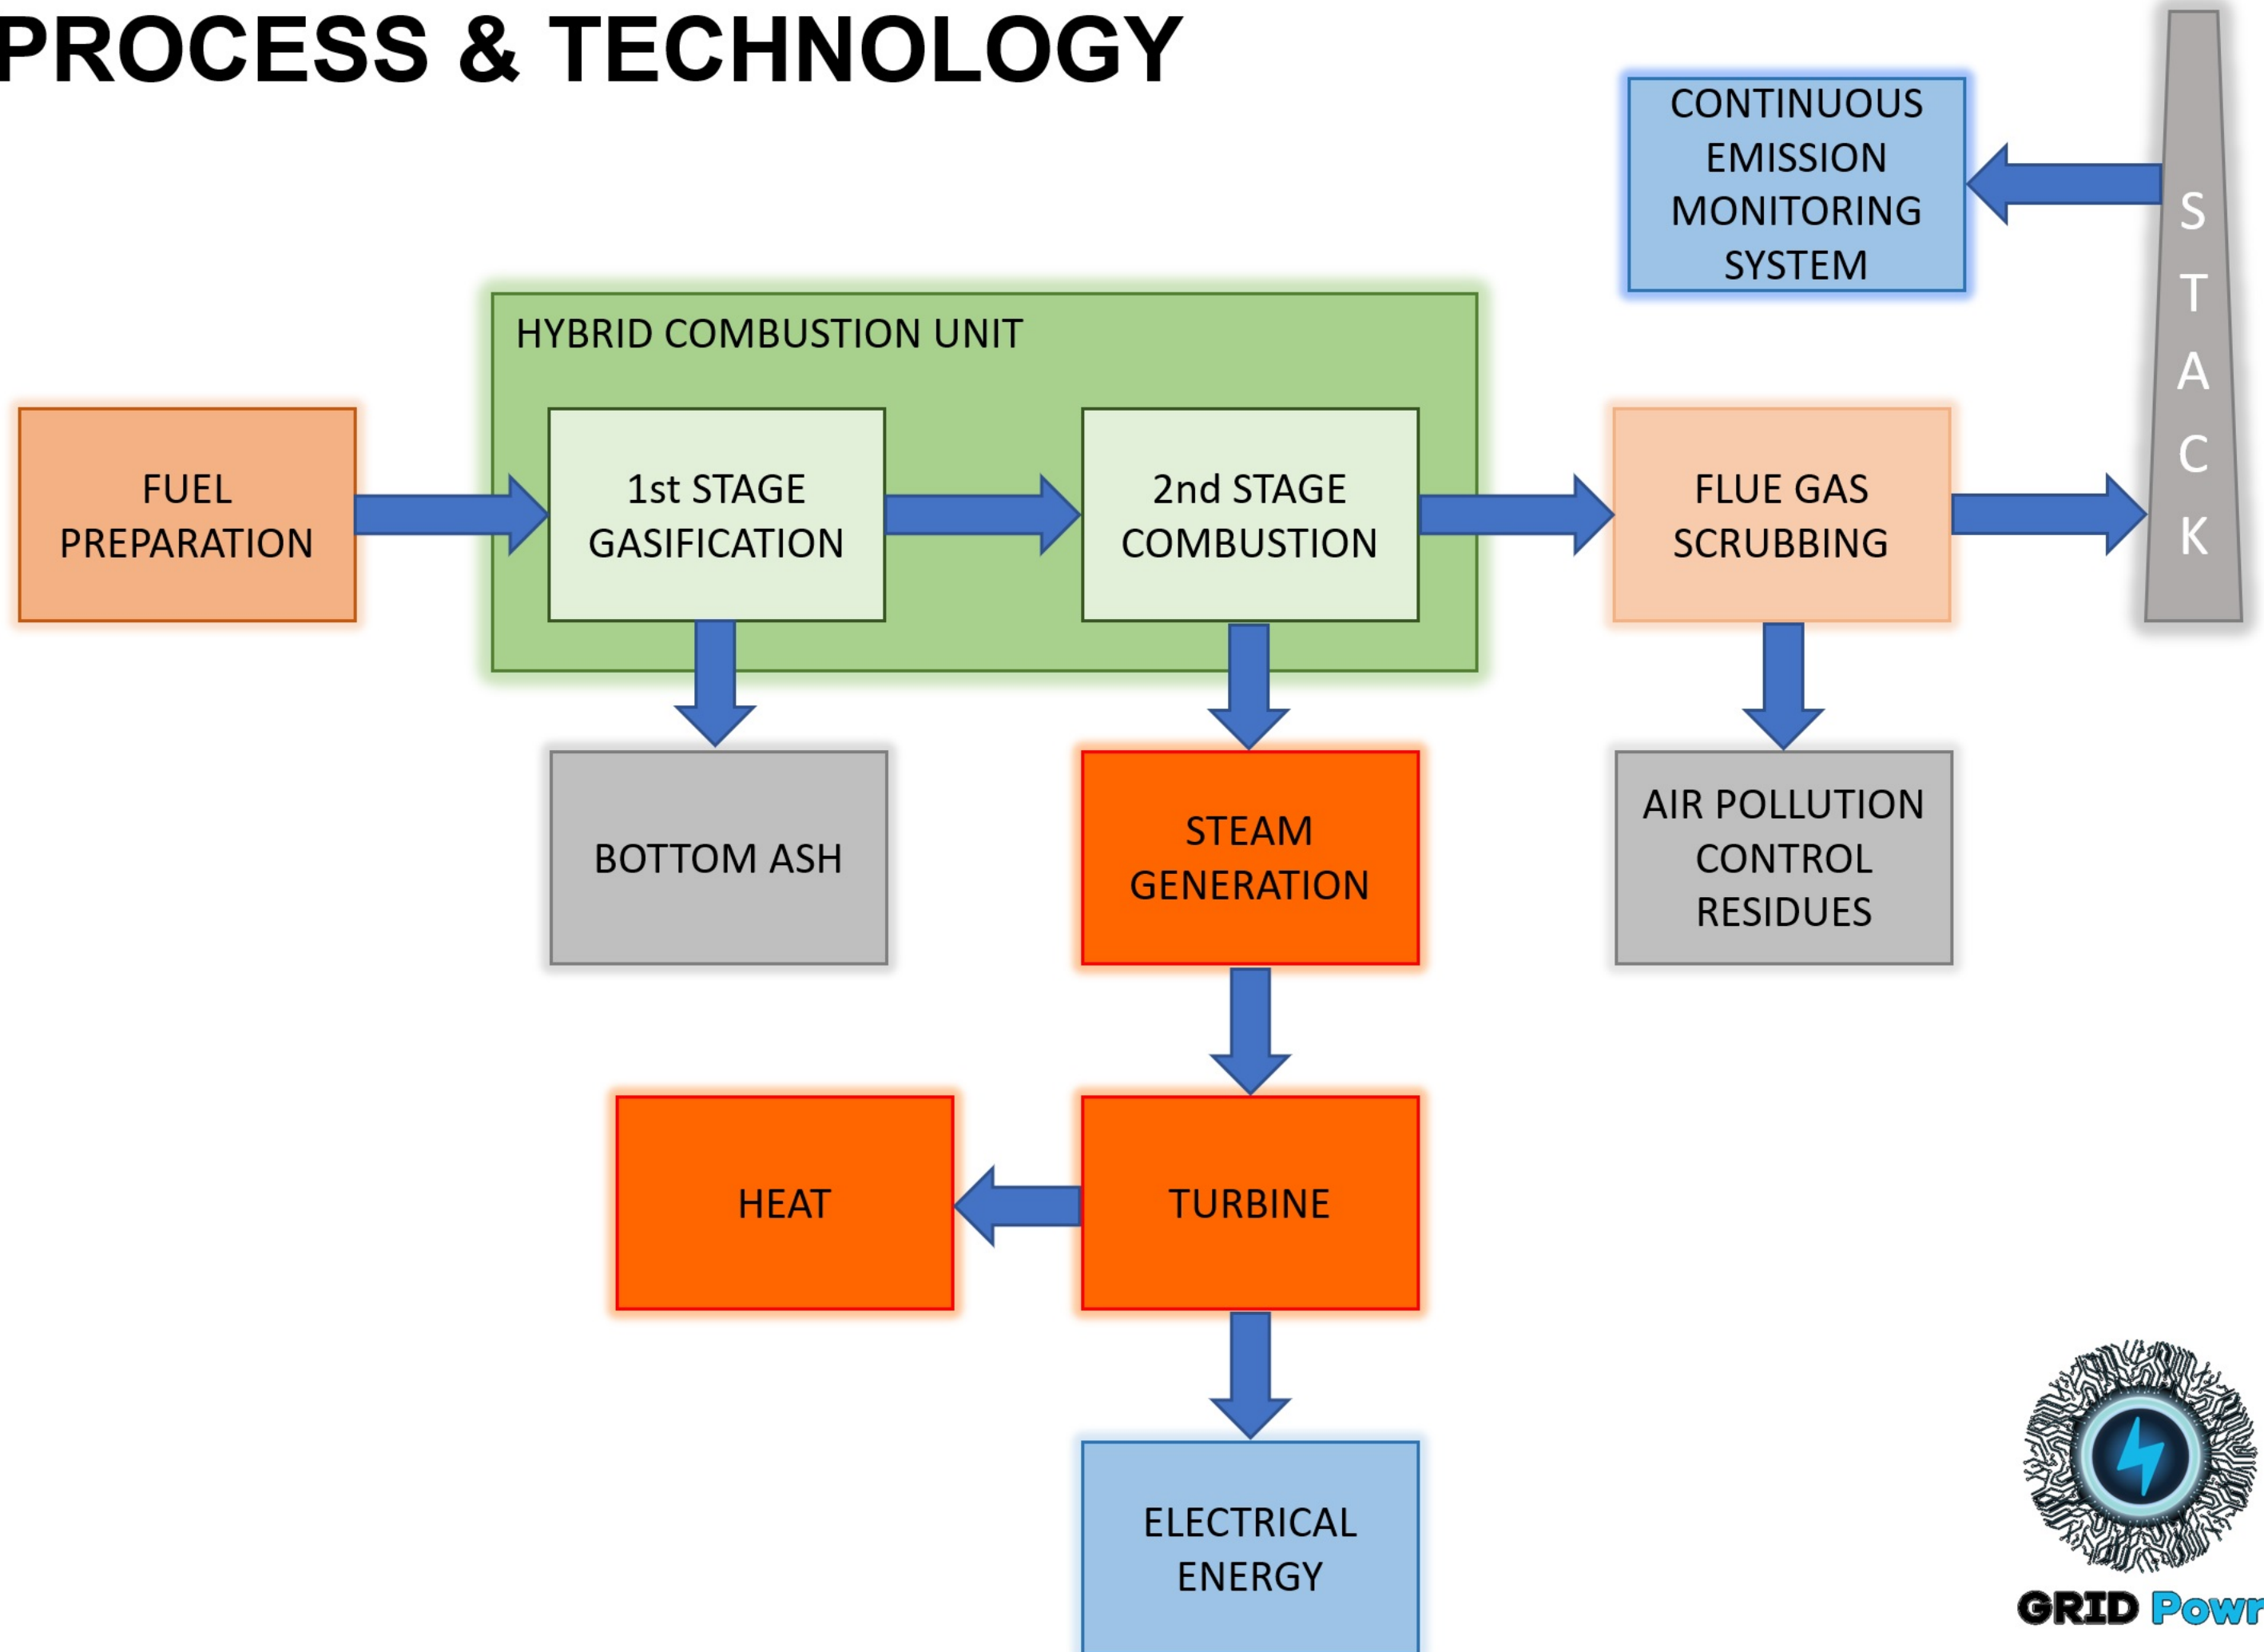 PROCESS & TECHNOLOGY
CONTINUOUS
EMISSION
MONITORING
SYSTEM
S
T
A
C
K
HYBRID COMBUSTION UNIT
FUEL
PREPARATION
1st STAGE
GASIFICATION
2nd STAGE
COMBUSTION
FLUE GAS
SCRUBBING
BOTTOM ASH
STEAM
GENERATION
AIR POLLUTION
CONTROL
RESIDUES
HEAT
TURBINE
ELECTRICAL
ENERGY
GRID Powr